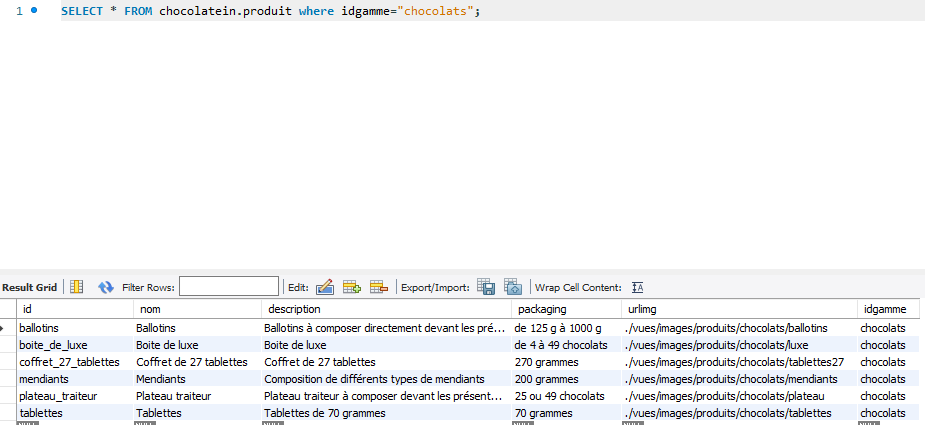 1 SELECT * FROM chocolatein.produit where idgamme="chocolats";
Result Grid Filter Rows: Edit: Export/Import: Wrap Cell Content:
id nom description packaging urlimg idgamme
ballotins Ballotins Ballotins à composer directement devant les pré... de 125 g à 1000 g ./vues/images/produits/chocolats/ballotins chocolats
boite_de_luxe Boite de luxe Boite de luxe de 4 à 49 chocolats ./vues/images/produits/chocolats/luxe chocolats
coffret_27_tablettes Coffret de 27 tablettes Coffret de 27 tablettes 270 grammes ./vues/images/produits/chocolats/tablettes27 chocolats
mendiants Mendiants Composition de différents types de mendiants 200 grammes ./vues/images/produits/chocolats/mendiants chocolats
plateau_traiteur Plateau traiteur Plateau traiteur à composer devant les présent... 25 ou 49 chocolats ./vues/images/produits/chocolats/plateau chocolats
tablettes Tablettes Tablettes de 70 grammes 70 grammes ./vues/images/produits/chocolats/tablettes chocolats
NULL NULL NULL NULL NULL NULL